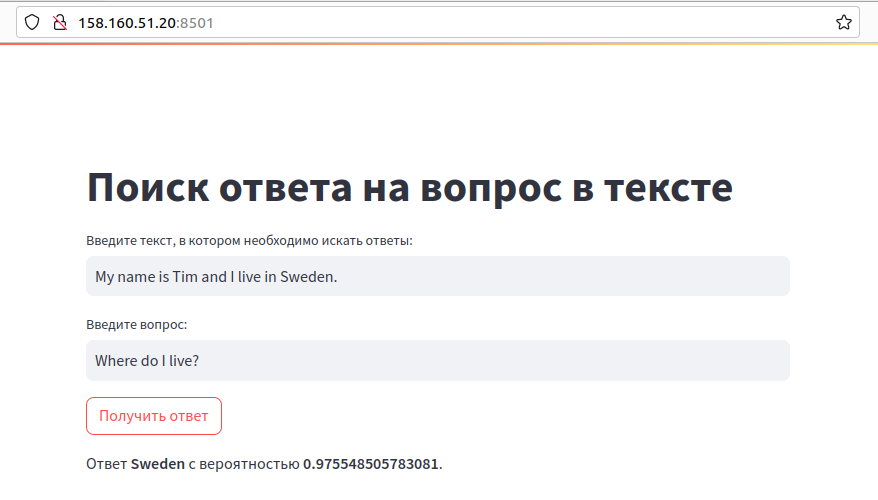 158.160.51.20:8501
Поиск ответа на вопрос в тексте
Введите текст, в котором необходимо искать ответы:
My name is Tim and I live in Sweden.
Введите вопрос:
Where do I live?
Получить ответ
Ответ Sweden с вероятностью 0.975548505783081.